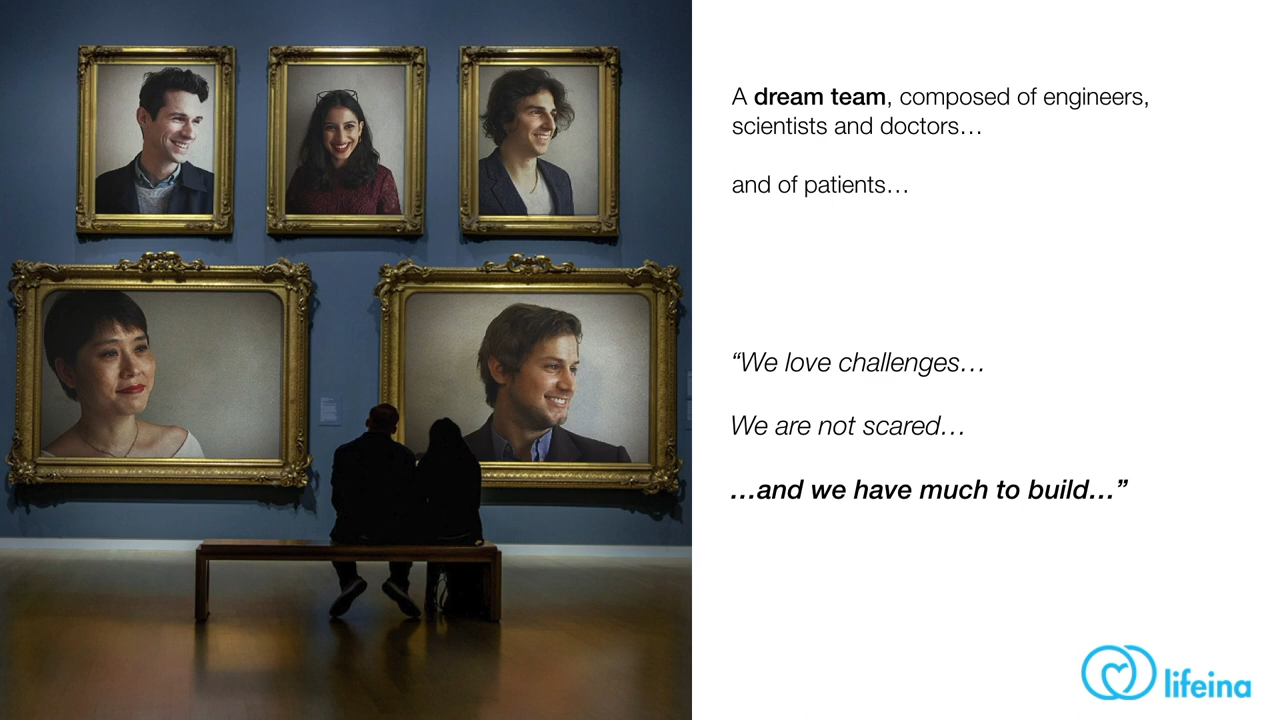 A dream team, composed of engineers,
scientists and doctors…
and of patients…
“We love challenges…
We are not scared…
…and we have much to build…”
lifeina